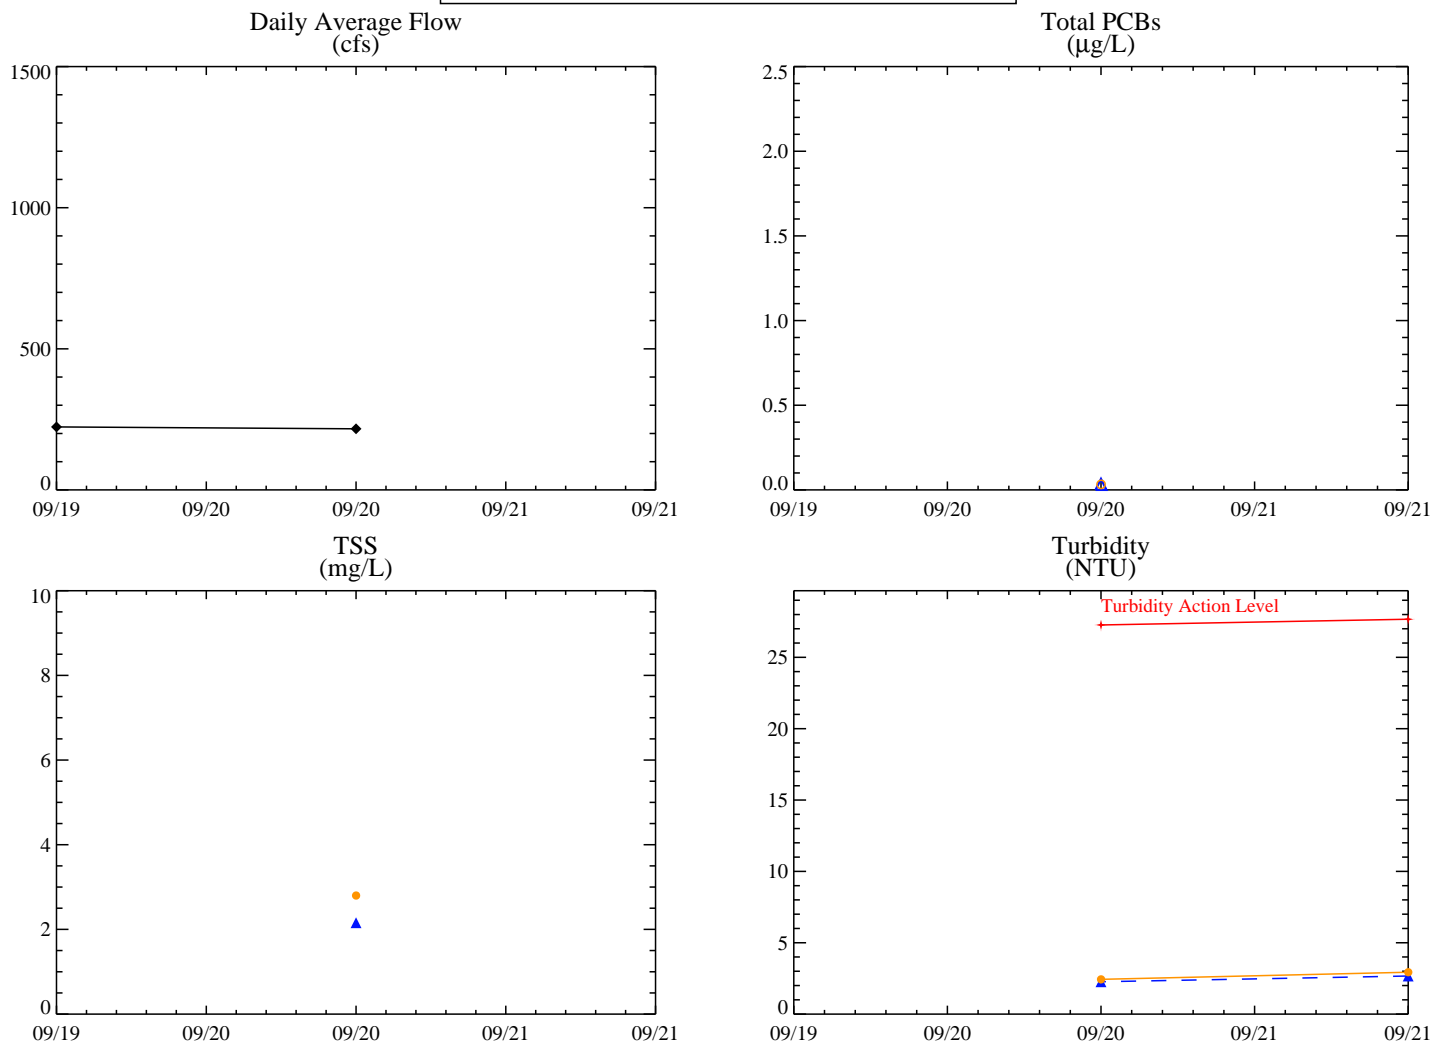 Daily Average Flow
(cfs)
1500
1000
500
0
09/19 09/20 09/20 09/21 09/21
Total PCBs
(µg/L)
2.5
2.0
1.5
1.0
0.5
0.0
09/19 09/20 09/20 09/21 09/21
TSS
(mg/L)
10
8
6
4
2
0
09/19 09/20 09/20 09/21 09/21
Turbidity
(NTU)
Turbidity Action Level
25
20
15
10
5
0
09/19 09/20 09/20 09/21 09/21